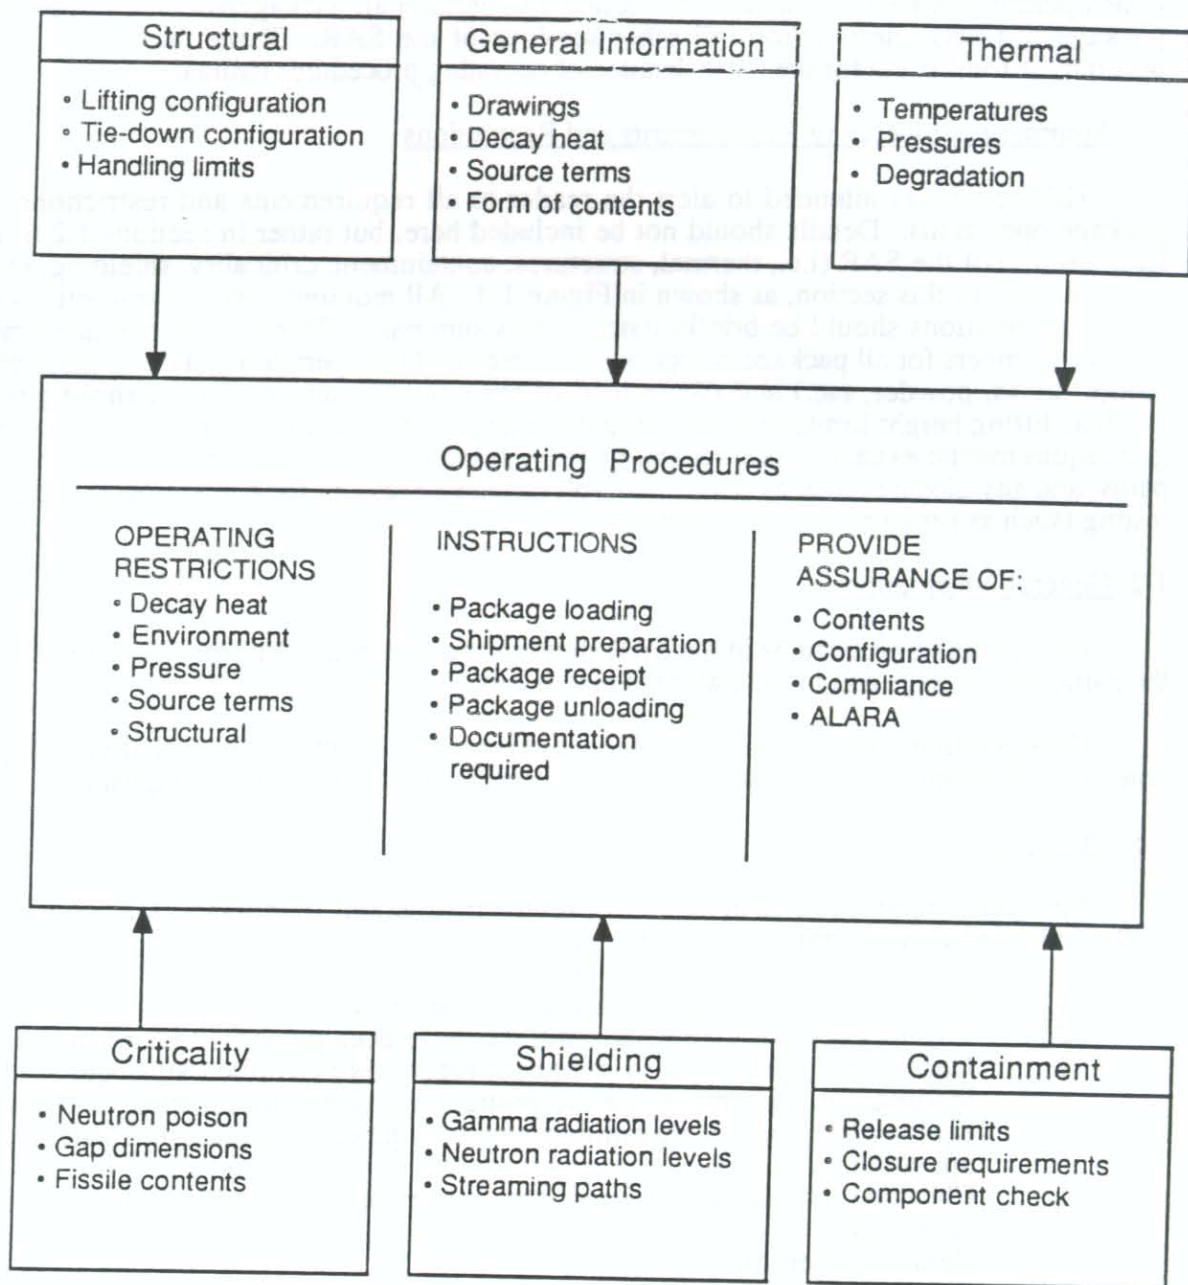 Structural
• Lifting configuration
• Tie-down configuration
• Handling limits
General Information
• Drawings
• Decay heat
• Source terms
• Form of contents
Thermal
• Temperatures
• Pressures
• Degradation
Operating Procedures
OPERATING
RESTRICTIONS
• Decay heat
• Environment
• Pressure
• Source terms
• Structural
INSTRUCTIONS
• Package loading
• Shipment preparation
• Package receipt
• Package unloading
• Documentation
required
PROVIDE
ASSURANCE OF:
• Contents
• Configuration
• Compliance
• ALARA
Criticality
• Neutron poison
• Gap dimensions
• Fissile contents
Shielding
• Gamma radiation levels
• Neutron radiation levels
• Streaming paths
Containment
• Release limits
• Closure requirements
• Component check